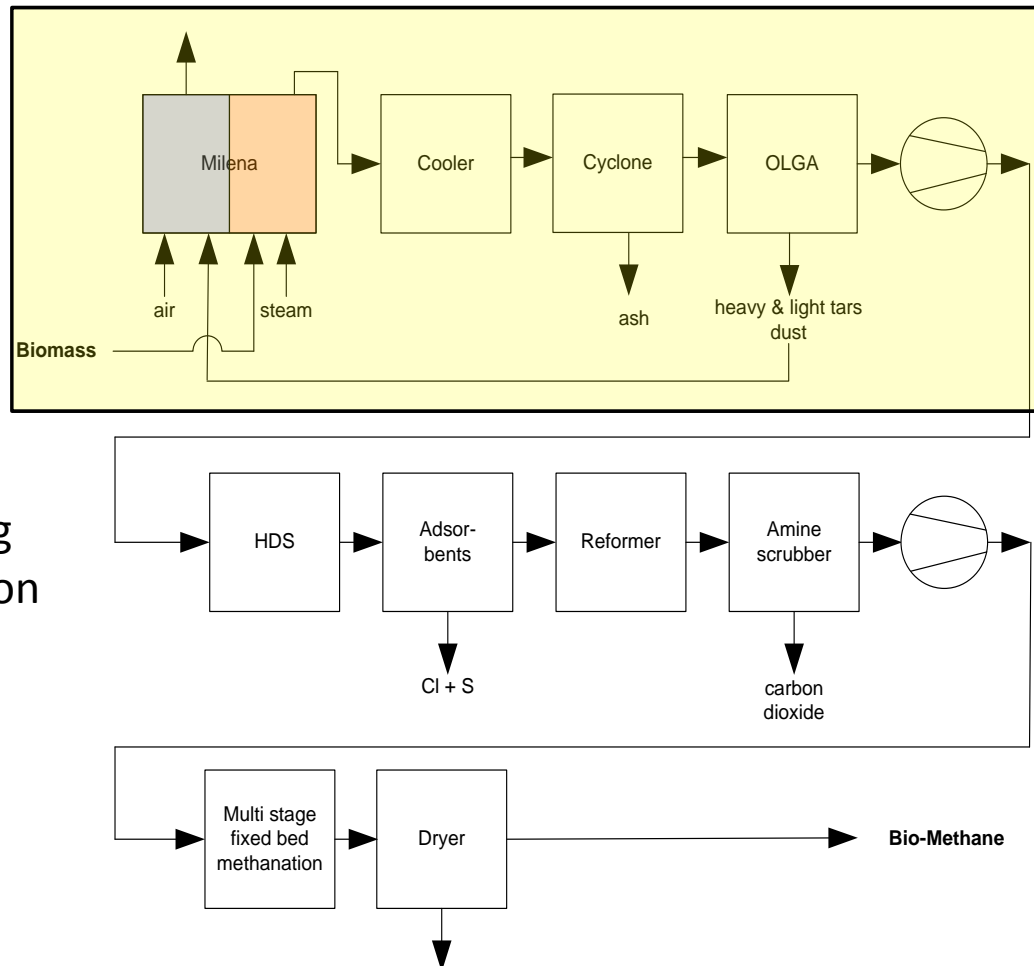 Milena
Cooler
Cyclone
OLGA
air
steam
ash
heavy & light tars
dust
Biomass
g
on
HDS
Adsor-
bents
Reformer
Amine
scrubber
Cl + S
carbon
dioxide
Multi stage
fixed bed
methanation
Dryer
Bio-Methane